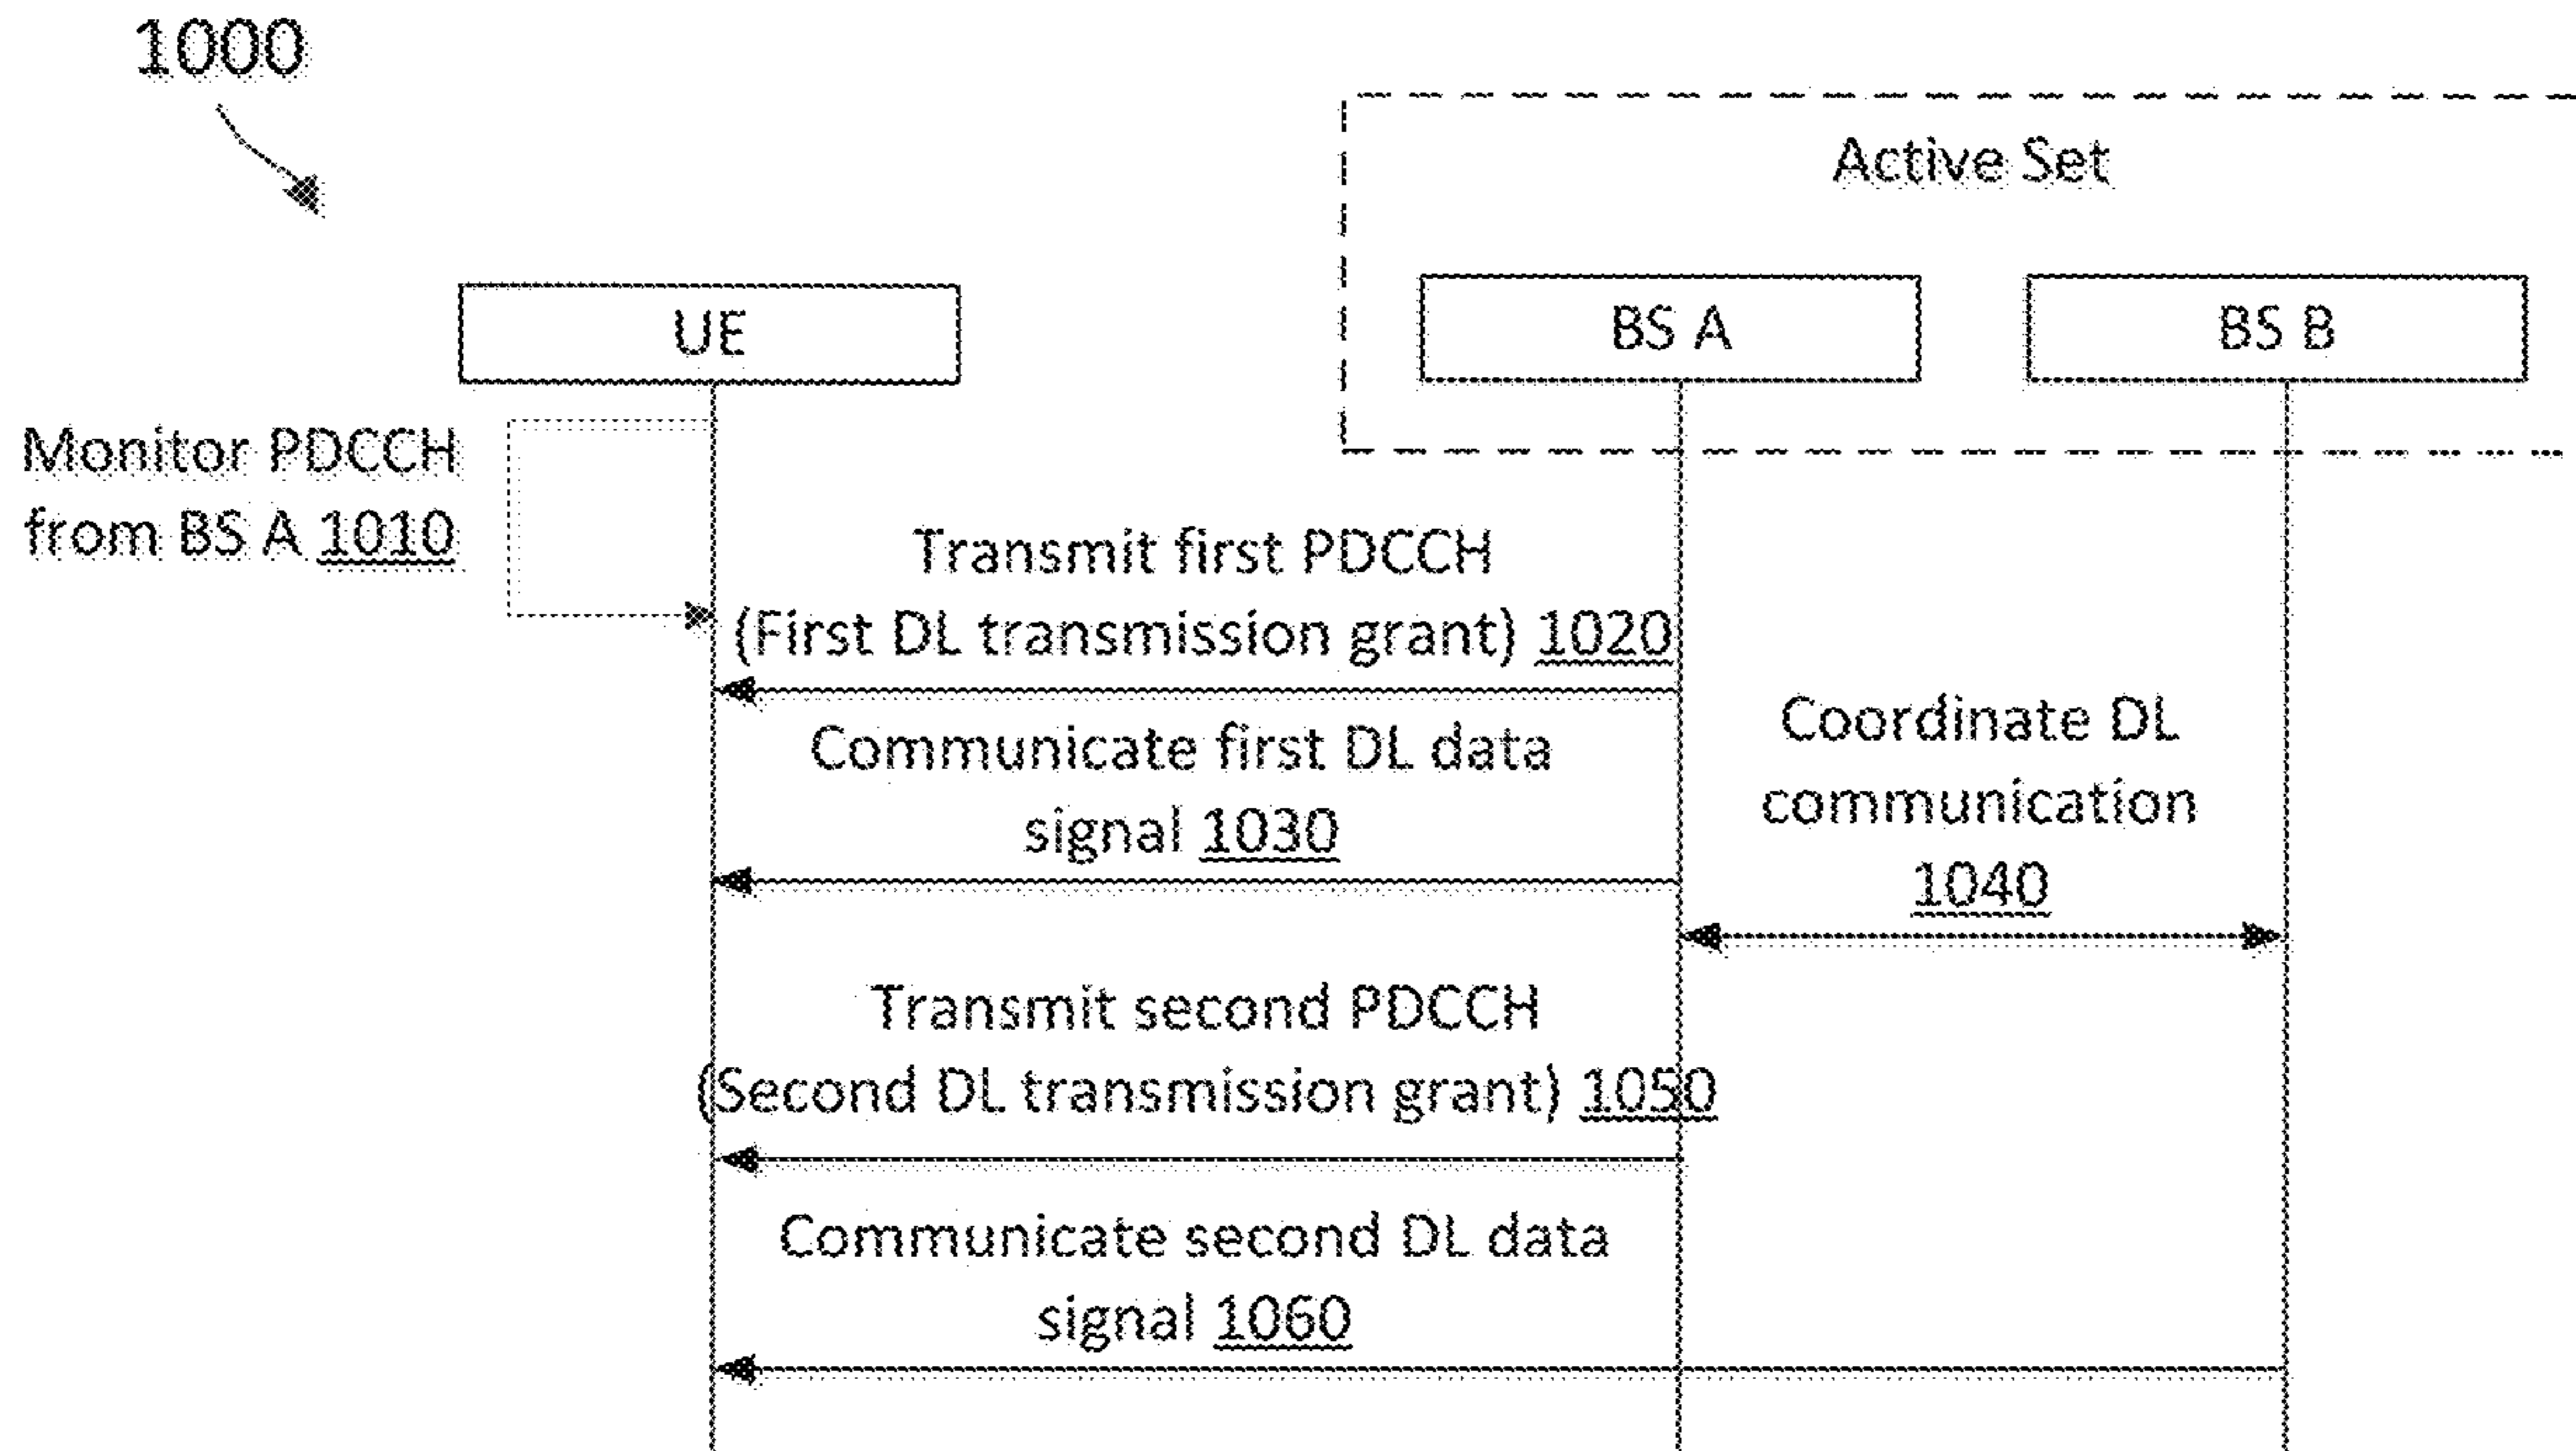 1000
Active Set
UE
BS A
BS B
Monitor PDCCH
from BS A 1010
Transmit first PDCCH
(First DL transmission grant) 1020
Communicate first DL data
signal 1030
Coordinate DL
communication
1040
Transmit second PDCCH
(Second DL transmission grant) 1050
Communicate second DL data
signal 1060